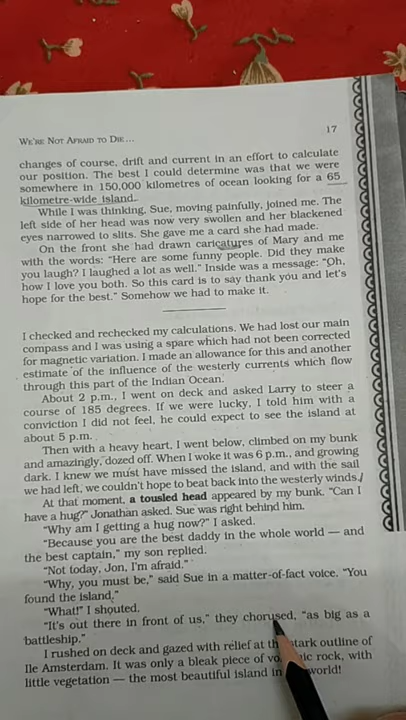 WE'RE NOT AFRAID TO DIE...
17
changes of course, drift and current in an effort to calculate
our position. The best I could determine was that we were
somewhere in 150,000 kilometres of ocean looking for a 65
kilometre-wide island.
While I was thinking, Sue, moving painfully, joined me. The
left side of her head was now very swollen and her blackened
eyes narrowed to slits. She gave me a card she had made.
On the front she had drawn caricatures of Mary and me
with the words: “Here are some funny people. Did they make
you laugh? I laughed a lot as well.” Inside was a message: “Oh,
how I love you both. So this card is to say thank you and let's
hope for the best.” Somehow we had to make it.
I checked and rechecked my calculations. We had lost our main
compass and I was using a spare which had not been corrected
for magnetic variation. I made an allowance for this and another
estimate of the influence of the westerly currents which flow
through this part of the Indian Ocean.
About 2 p.m., I went on deck and asked Larry to steer a
course of 185 degrees. If we were lucky, I told him with a
conviction I did not feel, he could expect to see the island at
about 5 p.m.
Then with a heavy heart, I went below, climbed on my bunk
and amazingly, dozed off. When I woke it was 6 p.m., and growing
dark. I knew we must have missed the island, and with the sail
we had left, we couldn't hope to beat back into the westerly winds.
At that moment, a tousled head appeared by my bunk. “Can I
have a hug?” Jonathan asked. Sue was right behind him.
“Why am I getting a hug now?” I asked.
“Because you are the best daddy in the whole world — and
the best captain,” my son replied.
“Not today, Jon, I'm afraid.”
“Why, you must be,” said Sue in a matter-of-fact voice. “You
found the island.”
“What!” I shouted.
“It's out there in front of us,” they chorused, “as big as a
battleship.”
I rushed on deck and gazed with relief at the stark outline of
Ile Amsterdam. It was only a bleak piece of rock, with
little vegetation — the most beautiful island in world!